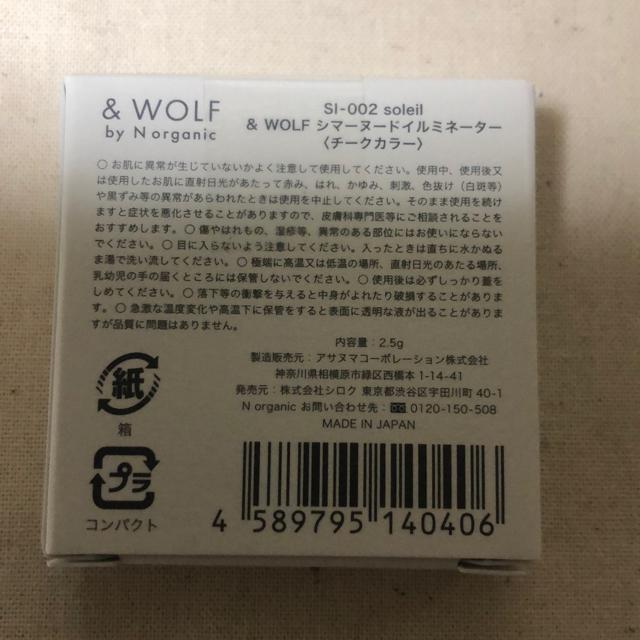 & WOLF
by N organic
SI-002 soleil
& WOLF シマーヌードイルミネーター
〈チークカラー〉
○ お肌に異常が生じていないかよく注意して使用してください。使用中、使用後又
は使用したお肌に直射日光があたって赤み、はれ、かゆみ、刺激、色抜け（白斑等）
や黒ずみ等の異常があらわれたときは使用を中止してください。そのまま使用を続け
ますと症状を悪化させることがありますので、皮膚科専門医等にご相談されることを
おすすめします。○ 傷やはれもの、湿疹等、異常のある部位にはお使いにならない
でください。○ 目に入らないよう注意してください。入ったときは直ちに水かぬる
ま湯で洗い流してください。○ 極端に高温又は低温の場所、直射日光のあたる場所、
乳幼児の手の届くところには保管しないでください。○ 使用後は必ずしっかり蓋を
しめてください。○ 落下等の衝撃を与えると中身がよれたり破損することがありま
す。○ 急激な温度変化や高温下に保管をすると表面に透明な液が出ることがありま
すが品質に問題はありません。
内容量：2.5g
製造販売元：アサヌマコーポレーション株式会社
神奈川県相模原市緑区西橋本 1-14-41
発売元：株式会社シロク 東京都渋谷区宇田川町 40-1
N organic お問い合わせ先：0120-150-508
MADE IN JAPAN
紙
箱
プラ
コンパクト
4 589795 140406